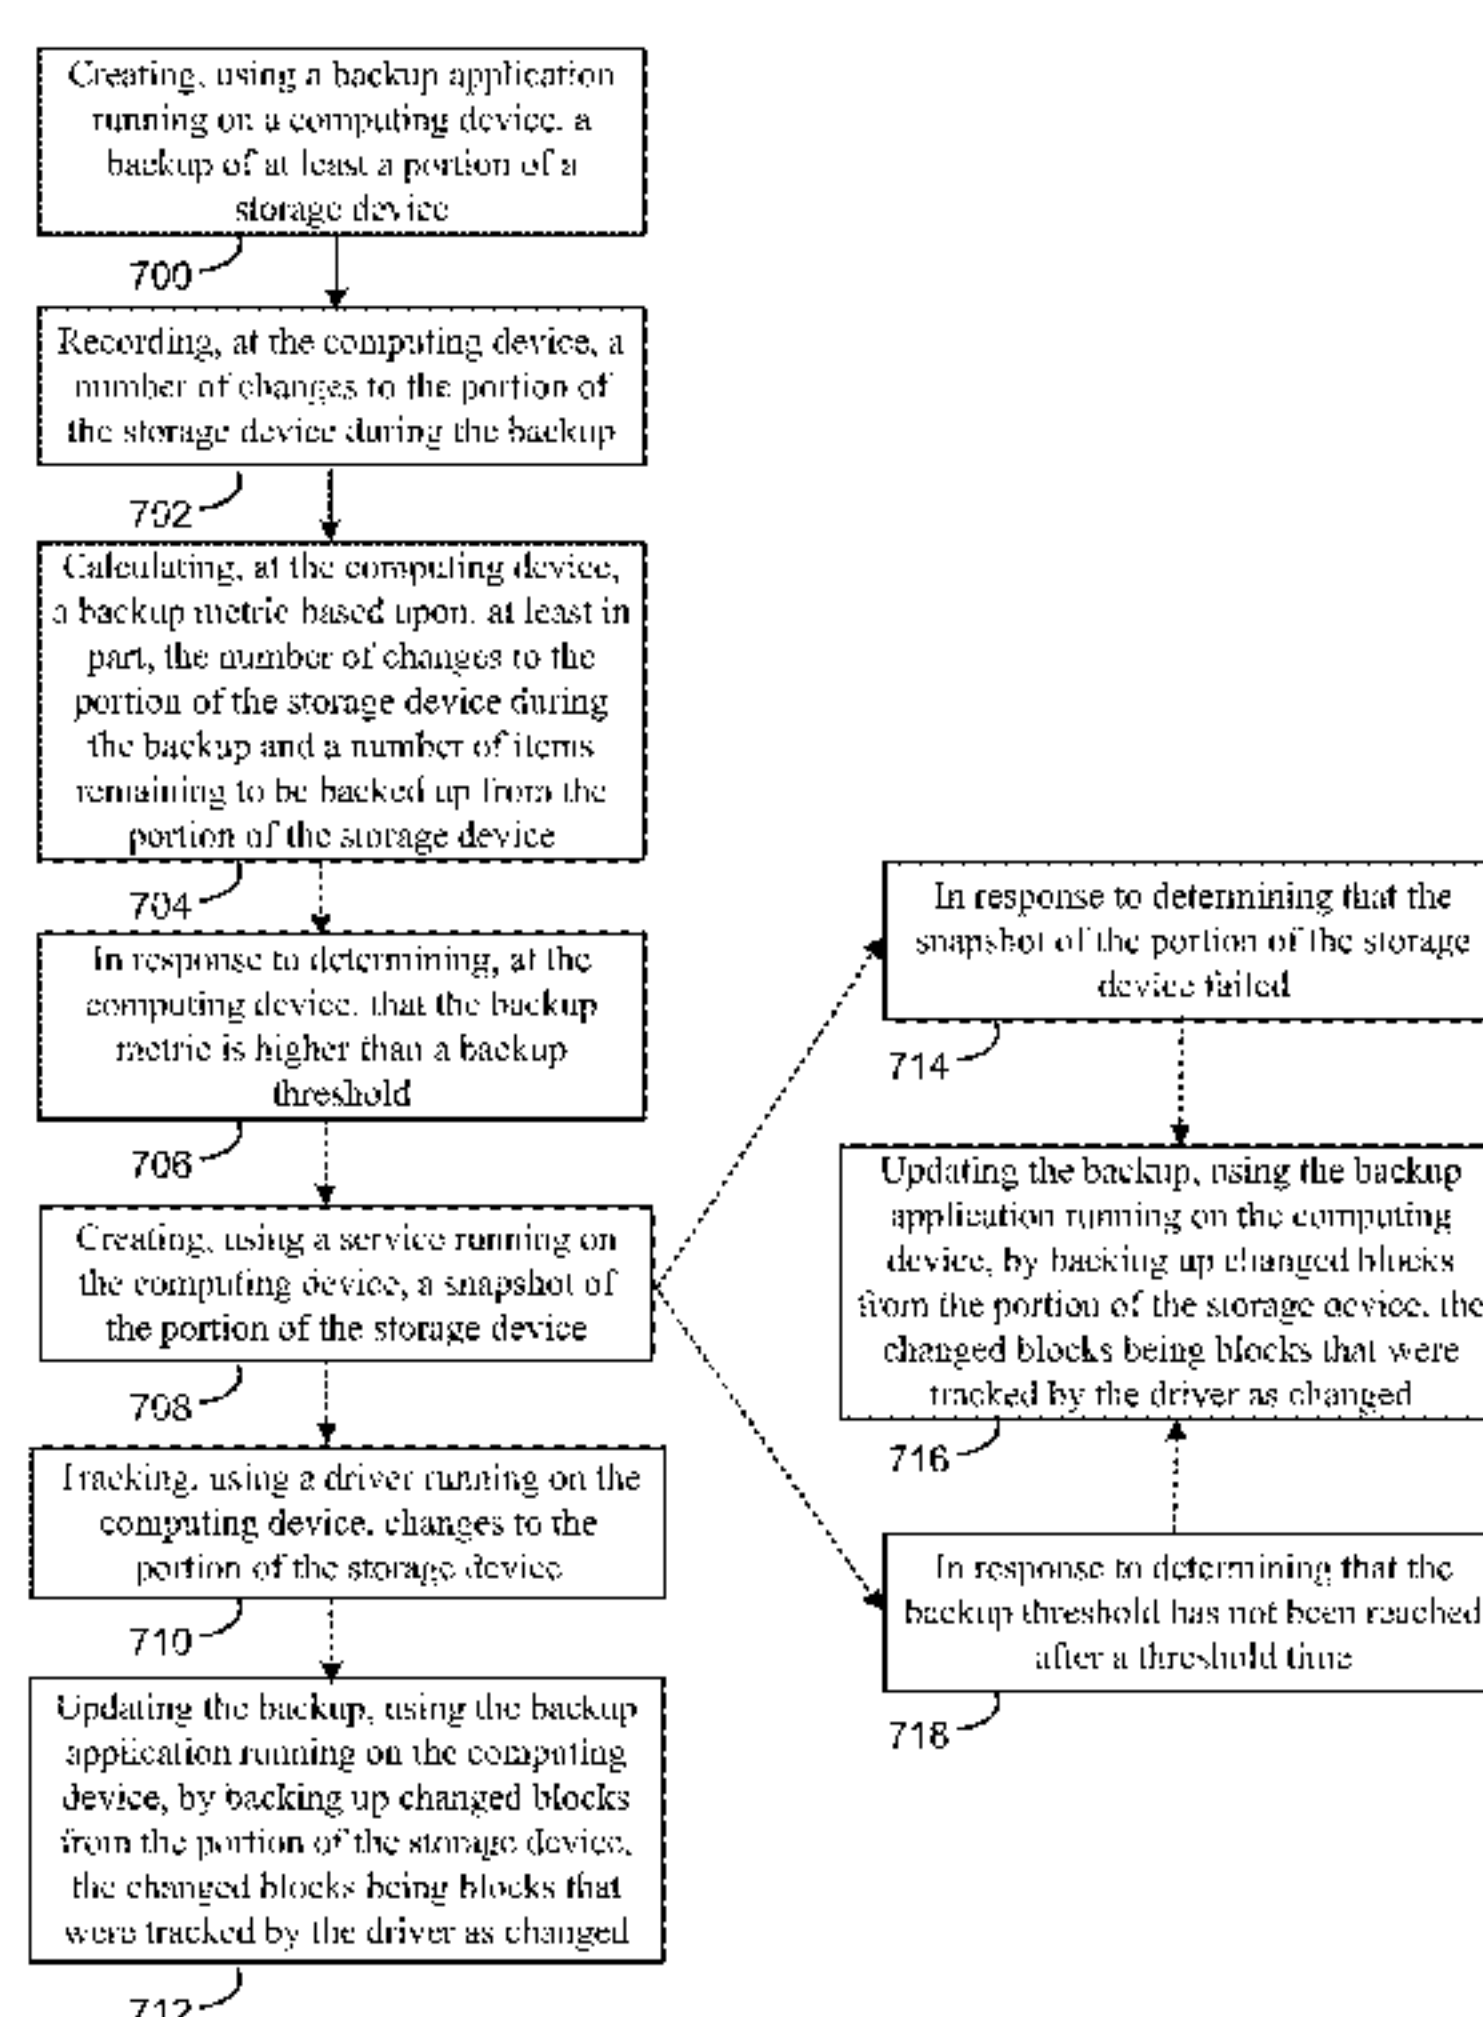 Creating, using a backup application
running on a computing device, a
backup of at least a portion of a
storage device
700
Recording, at the computing device, a
number of changes to the portion of
the storage device during the backup
702
Calculating, at the computing device,
a backup metric based upon, at least in
part, the number of changes to the
portion of the storage device during
the backup and a number of items
remaining to be backed up from the
portion of the storage device
704
In response to determining, at the
computing device, that the backup
metric is higher than a backup
threshold
706
Creating, using a service running on
the computing device, a snapshot of
the portion of the storage device
708
Tracking, using a driver running on the
computing device, changes to the
portion of the storage device
710
Updating the backup, using the backup
application running on the computing
device, by backing up changed blocks
from the portion of the storage device,
the changed blocks being blocks that
were tracked by the driver as changed
712
In response to determining that the
snapshot of the portion of the storage
device failed
714
Updating the backup, using the backup
application running on the computing
device, by backing up changed blocks
from the portion of the storage device, the
changed blocks being blocks that were
tracked by the driver as changed
716
In response to determining that the
backup threshold has not been reached
after a threshold time
718